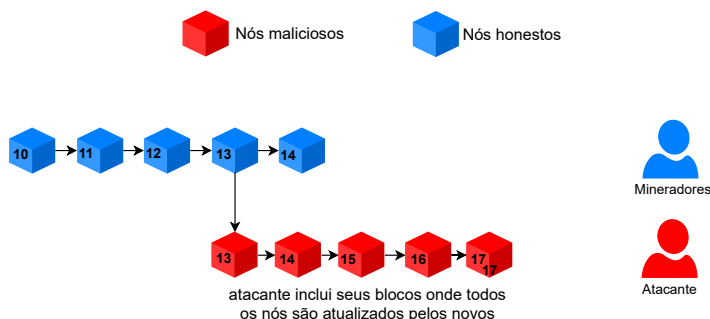 Nós maliciosos
Nós honestos
10
11
12
13
14
Mineradores
13
14
15
16
17
17
Atacante
atacante inclui seus blocos onde todos
os nós são atualizados pelos novos